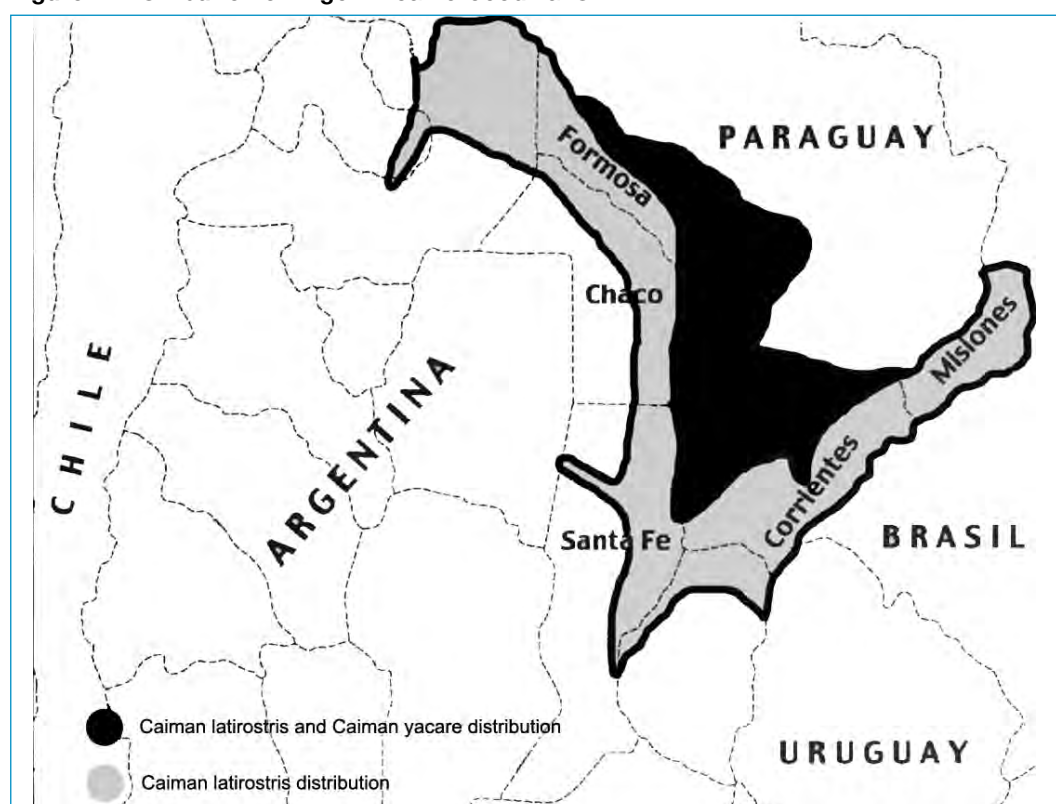 PARAGUAY
Formosa
Chaco
Misiones
CHILE
ARGENTINA
Corrientes
Santa Fe
BRASIL
Caiman latirostris and Caiman yacare distribution
URUGUAY
Caiman latirostris distribution